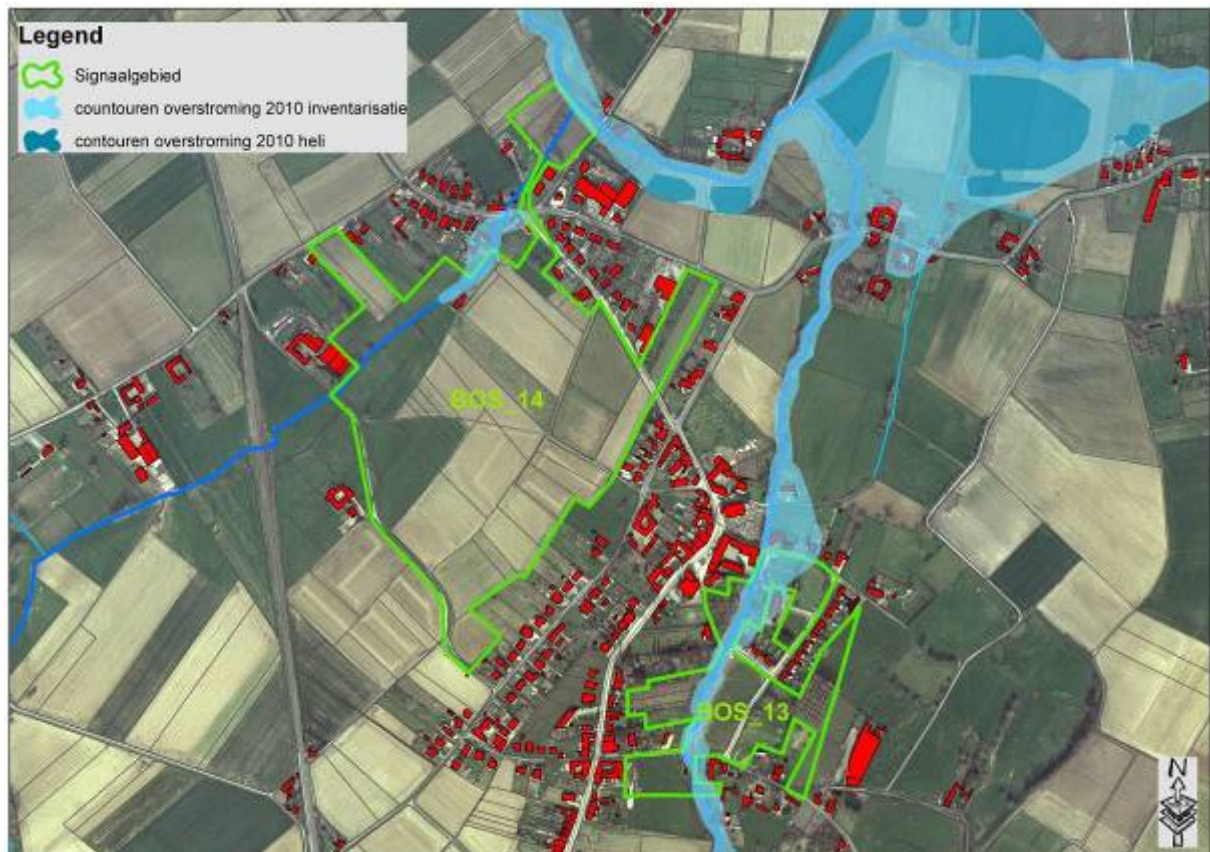 Legend
Signaalgebied
countouren overstroming 2010 inventarisatie
contouren overstroming 2010 heli
BOS_14
BOS_13
N